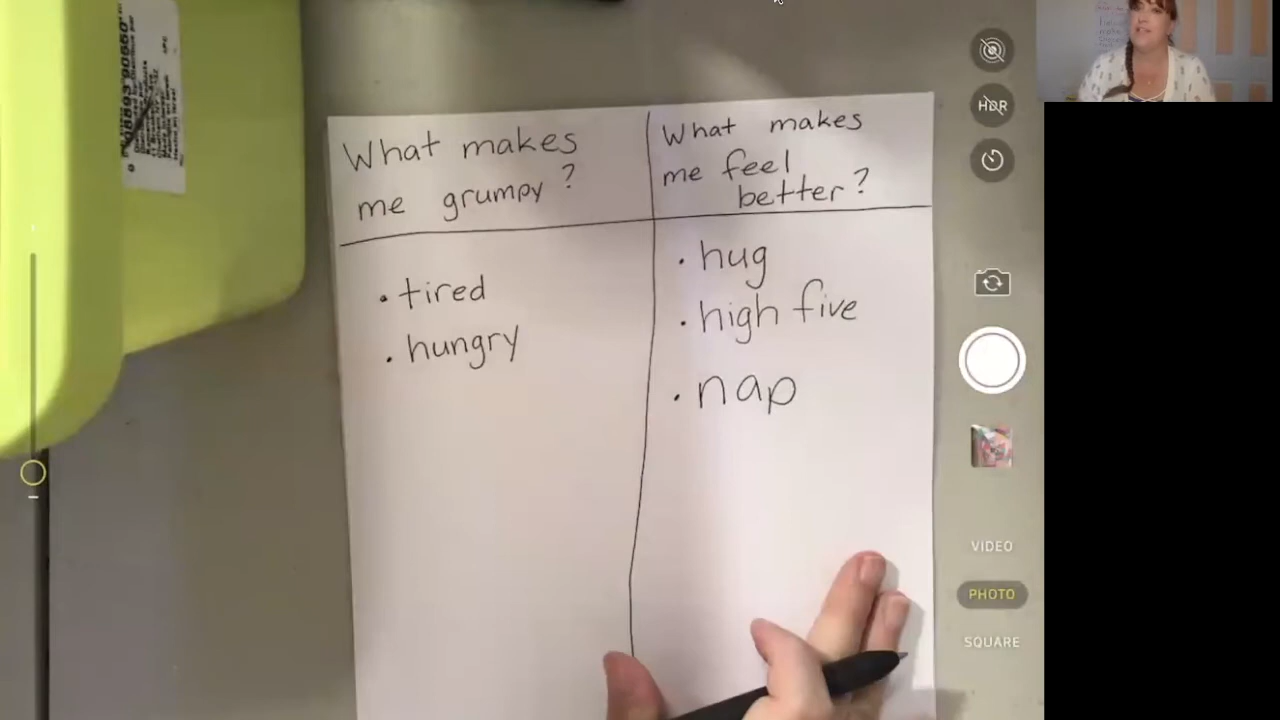 What makes
me grumpy?
What makes
me feel
better?
• tired
• hungry
• hug
• high five
• nap
HDR
VIDEO
PHOTO
SQUARE